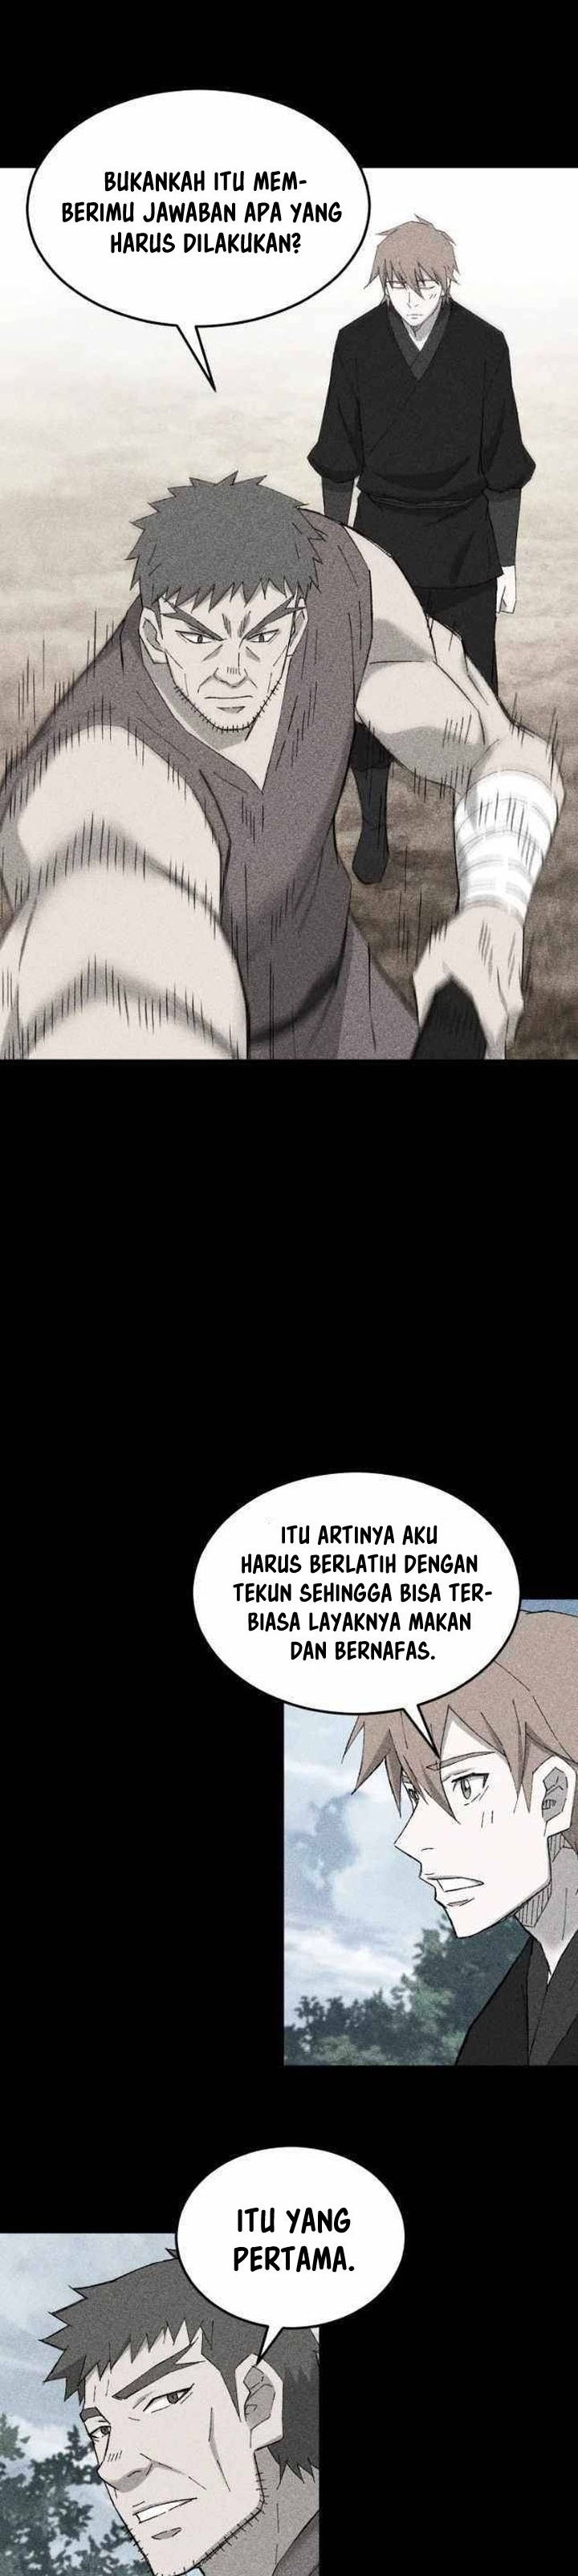 BUKANKAH ITU MEM-
BERIMU JAWABAN APA YANG
HARUS DILAKUKAN?
ITU ARTINYA AKU
HARUS BERLATIH DENGAN
TEKUN SEHINGGA BISA TER-
BIASA LAYAKNYA MAKAN
DAN BERNAFAS.
ITU YANG
PERTAMA.